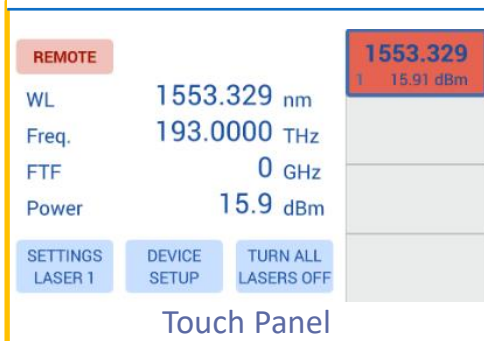 REMOTE
WL 1553.329 nm
Freq. 193.0000 THz
FTF 0 GHz
Power 15.9 dBm
SETTINGS
LASER 1
DEVICE
SETUP
TURN ALL
LASERS OFF
1553.329
1 15.91 dBm
Touch Panel